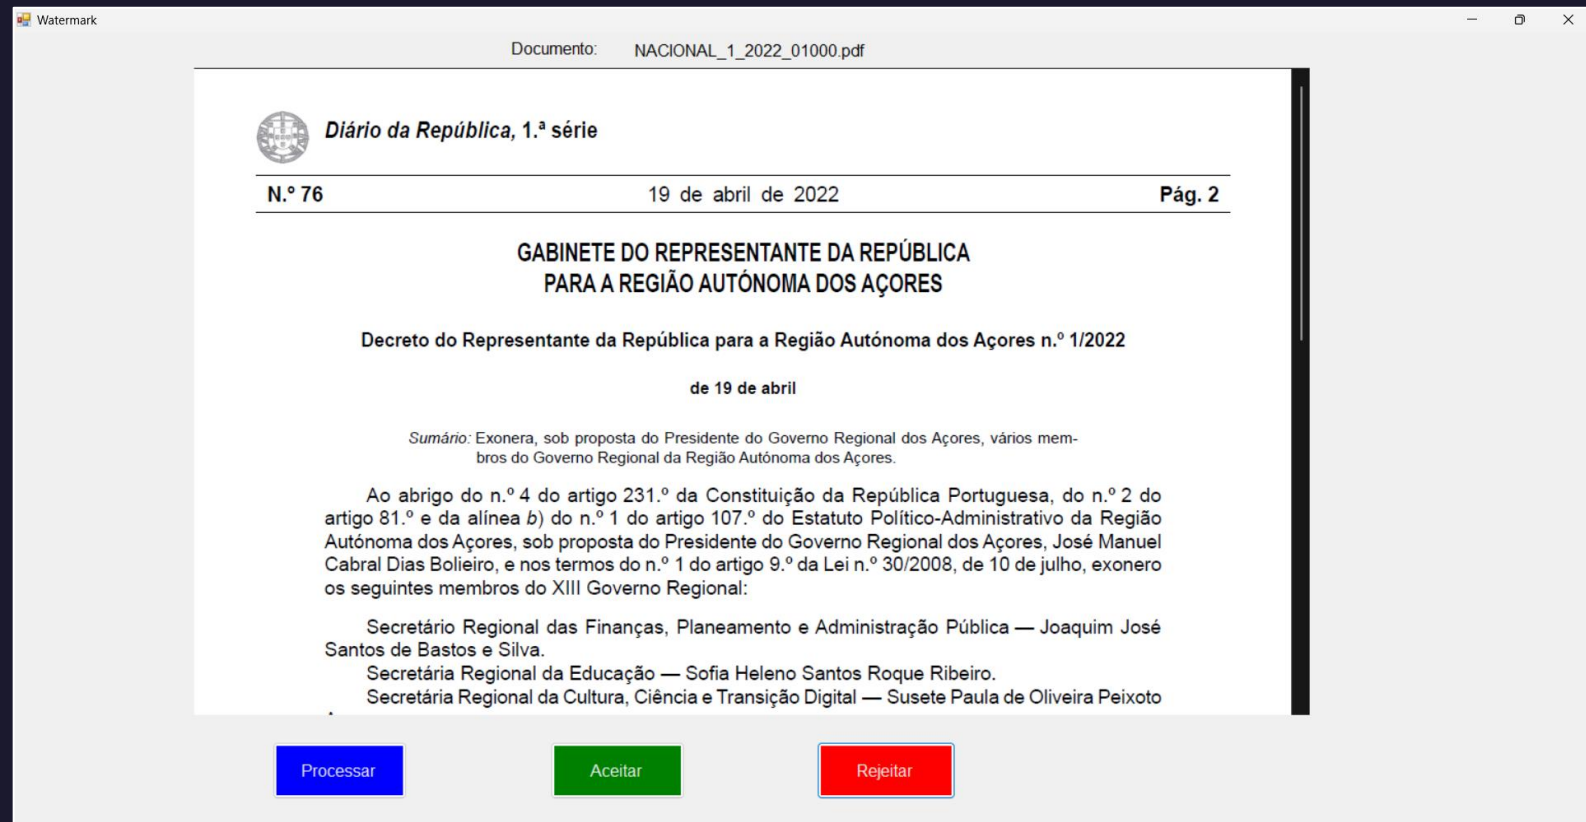 Watermark
Documento: NACIONAL_1_2022_01000.pdf
Diário da República, 1.ª série
N.º 76 19 de abril de 2022 Pág. 2
GABINETE DO REPRESENTANTE DA REPÚBLICA
PARA A REGIÃO AUTÓNOMA DOS AÇORES
Decreto do Representante da República para a Região Autónoma dos Açores n.º 1/2022
de 19 de abril
Sumário: Exonera, sob proposta do Presidente do Governo Regional dos Açores, vários mem-
bros do Governo Regional da Região Autónoma dos Açores.
Ao abrigo do n.º 4 do artigo 231.º da Constituição da República Portuguesa, do n.º 2 do
artigo 81.º e da alínea b) do n.º 1 do artigo 107.º do Estatuto Político-Administrativo da Região
Autónoma dos Açores, sob proposta do Presidente do Governo Regional dos Açores, José Manuel
Cabral Dias Bolieiro, e nos termos do n.º 1 do artigo 9.º da Lei n.º 30/2008, de 10 de julho, exonero
os seguintes membros do XIII Governo Regional:
Secretário Regional das Finanças, Planeamento e Administração Pública — Joaquim José
Santos de Bastos e Silva.
Secretária Regional da Educação — Sofia Heleno Santos Roque Ribeiro.
Secretária Regional da Cultura, Ciência e Transição Digital — Susete Paula de Oliveira Peixoto
Processar Aceitar Rejeitar